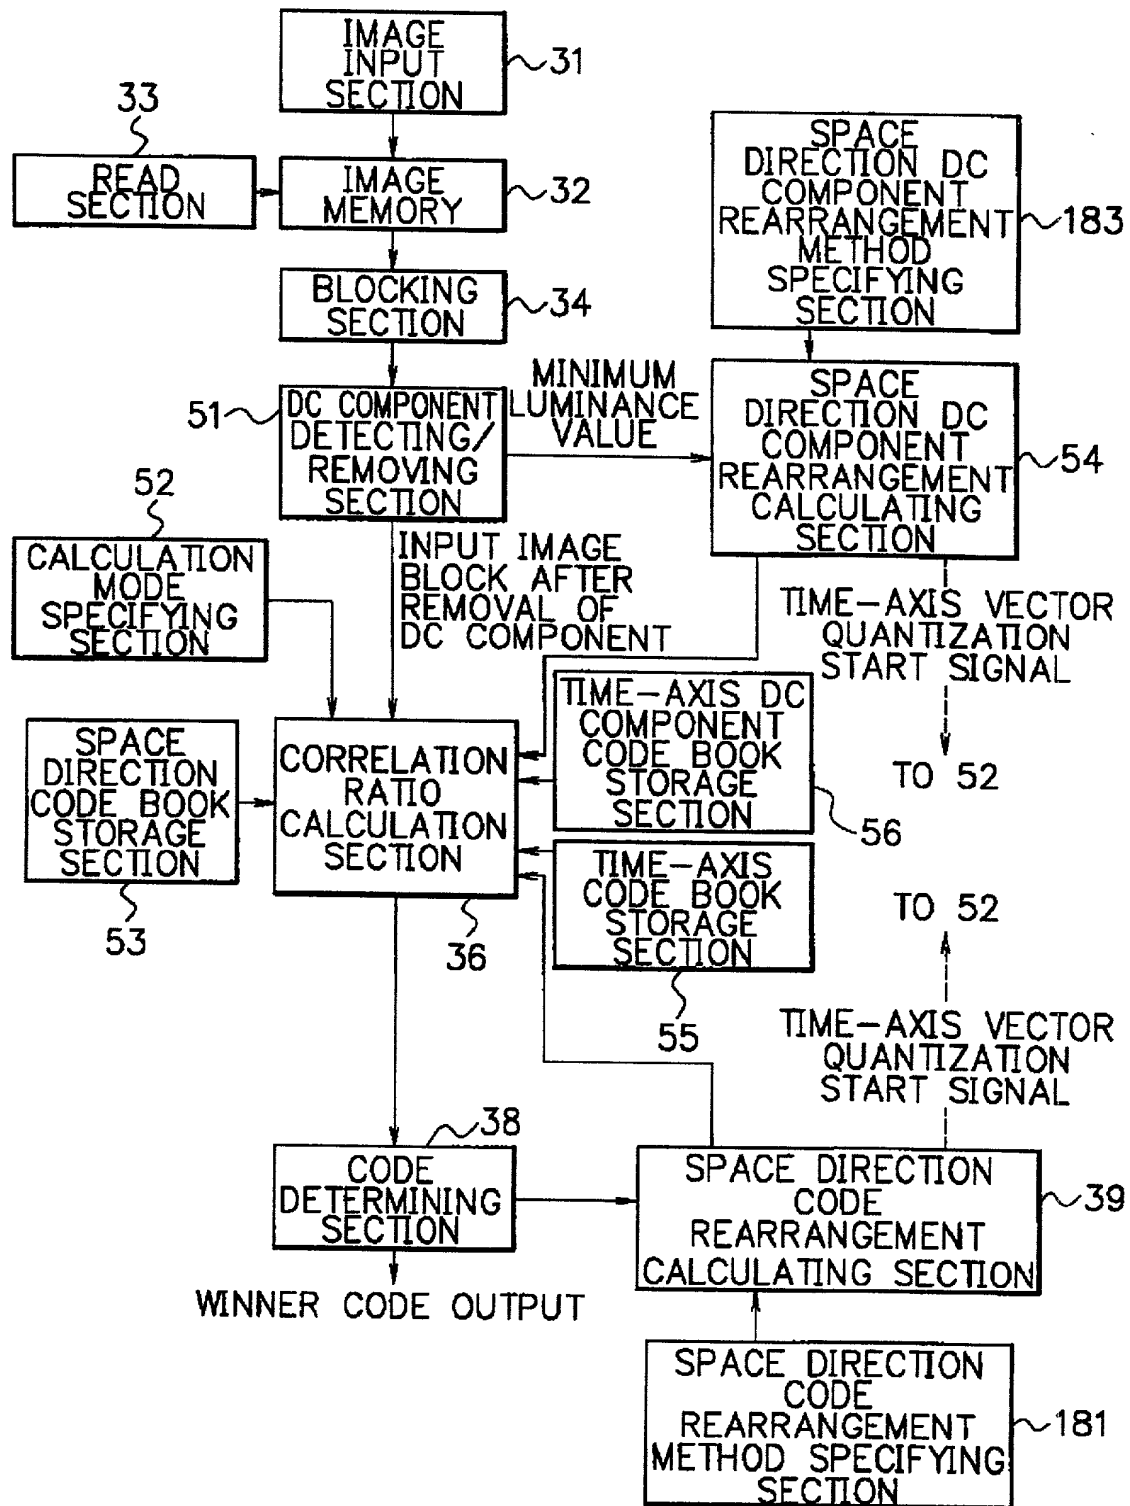 IMAGE
INPUT
SECTION
31
33
READ
SECTION
IMAGE
MEMORY
32
SPACE
DIRECTION DC
COMPONENT
REARRANGEMENT
METHOD
SPECIFYING
SECTION
183
BLOCKING
SECTION
34
51
DC COMPONENT
DETECTING/
REMOVING
SECTION
MINIMUM
LUMINANCE
VALUE
SPACE
DIRECTION DC
COMPONENT
REARRANGEMENT
CALCULATING
SECTION
54
52
CALCULATION
MODE
SPECIFYING
SECTION
INPUT IMAGE
BLOCK AFTER
REMOVAL OF
DC COMPONENT
TIME-AXIS VECTOR
QUANTIZATION
START SIGNAL
TO 52
SPACE
DIRECTION
CODE BOOK
STORAGE
SECTION
53
CORRELATION
RATIO
CALCULATION
SECTION
36
TIME-AXIS DC
COMPONENT
CODE BOOK
STORAGE
SECTION
56
TIME-AXIS
CODE BOOK
STORAGE
SECTION
55
TO 52
TIME-AXIS VECTOR
QUANTIZATION
START SIGNAL
38
CODE
DETERMINING
SECTION
WINNER CODE OUTPUT
SPACE DIRECTION
CODE
REARRANGEMENT
CALCULATING SECTION
39
SPACE DIRECTION
CODE
REARRANGEMENT
METHOD SPECIFYING
SECTION
181